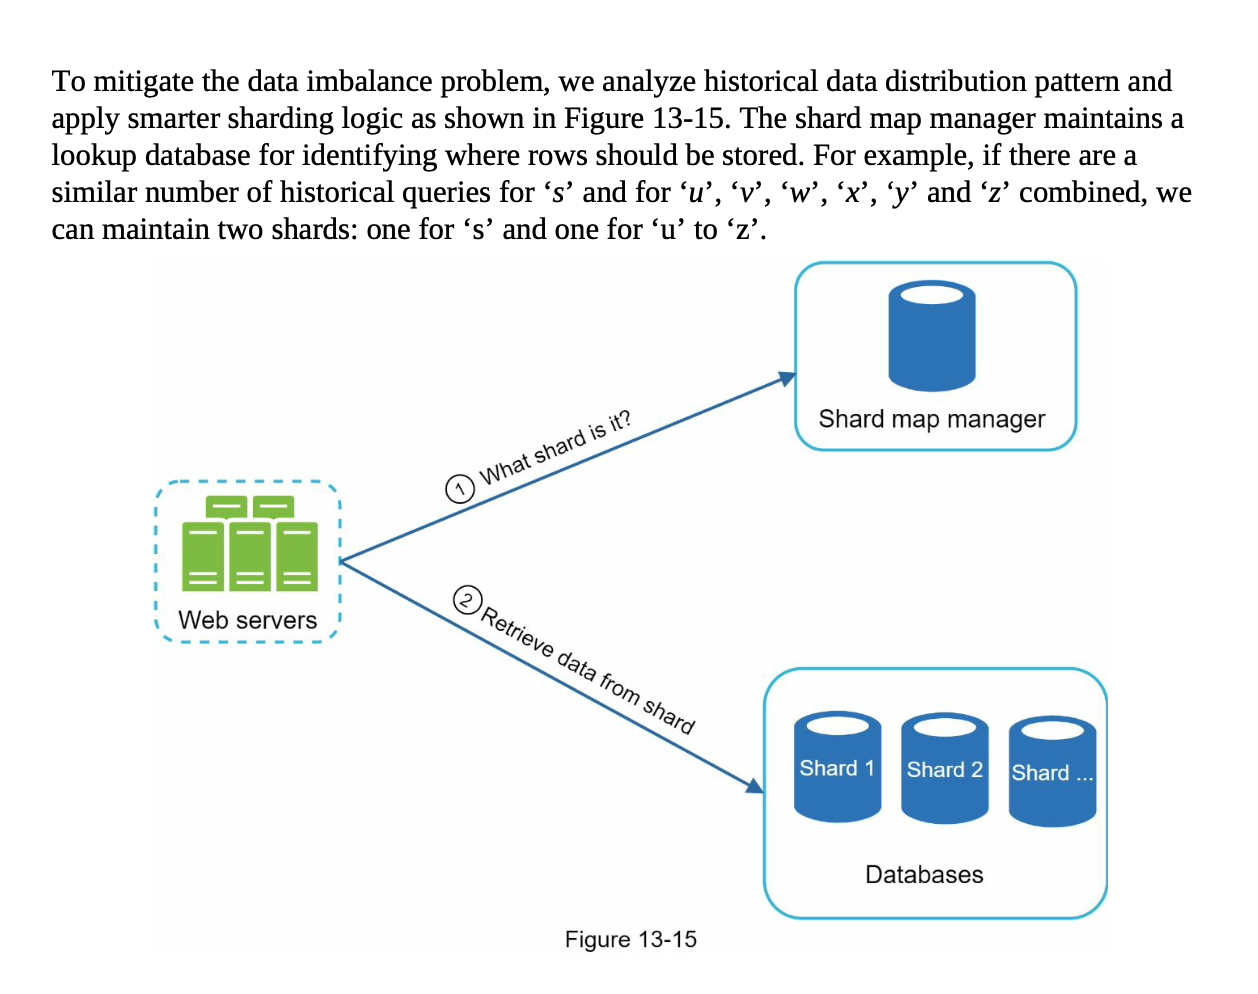 To mitigate the data imbalance problem, we analyze historical data distribution pattern and
apply smarter sharding logic as shown in Figure 13-15. The shard map manager maintains a
lookup database for identifying where rows should be stored. For example, if there are a
similar number of historical queries for ‘s’ and for ‘u’, ‘v’, ‘w’, ‘x’, ‘y’ and ‘z’ combined, we
can maintain two shards: one for ‘s’ and one for ‘u’ to ‘z’.
Shard map manager
① What shard is it?
Web servers
② Retrieve data from shard
Shard 1
Shard 2
Shard ...
Databases
Figure 13-15